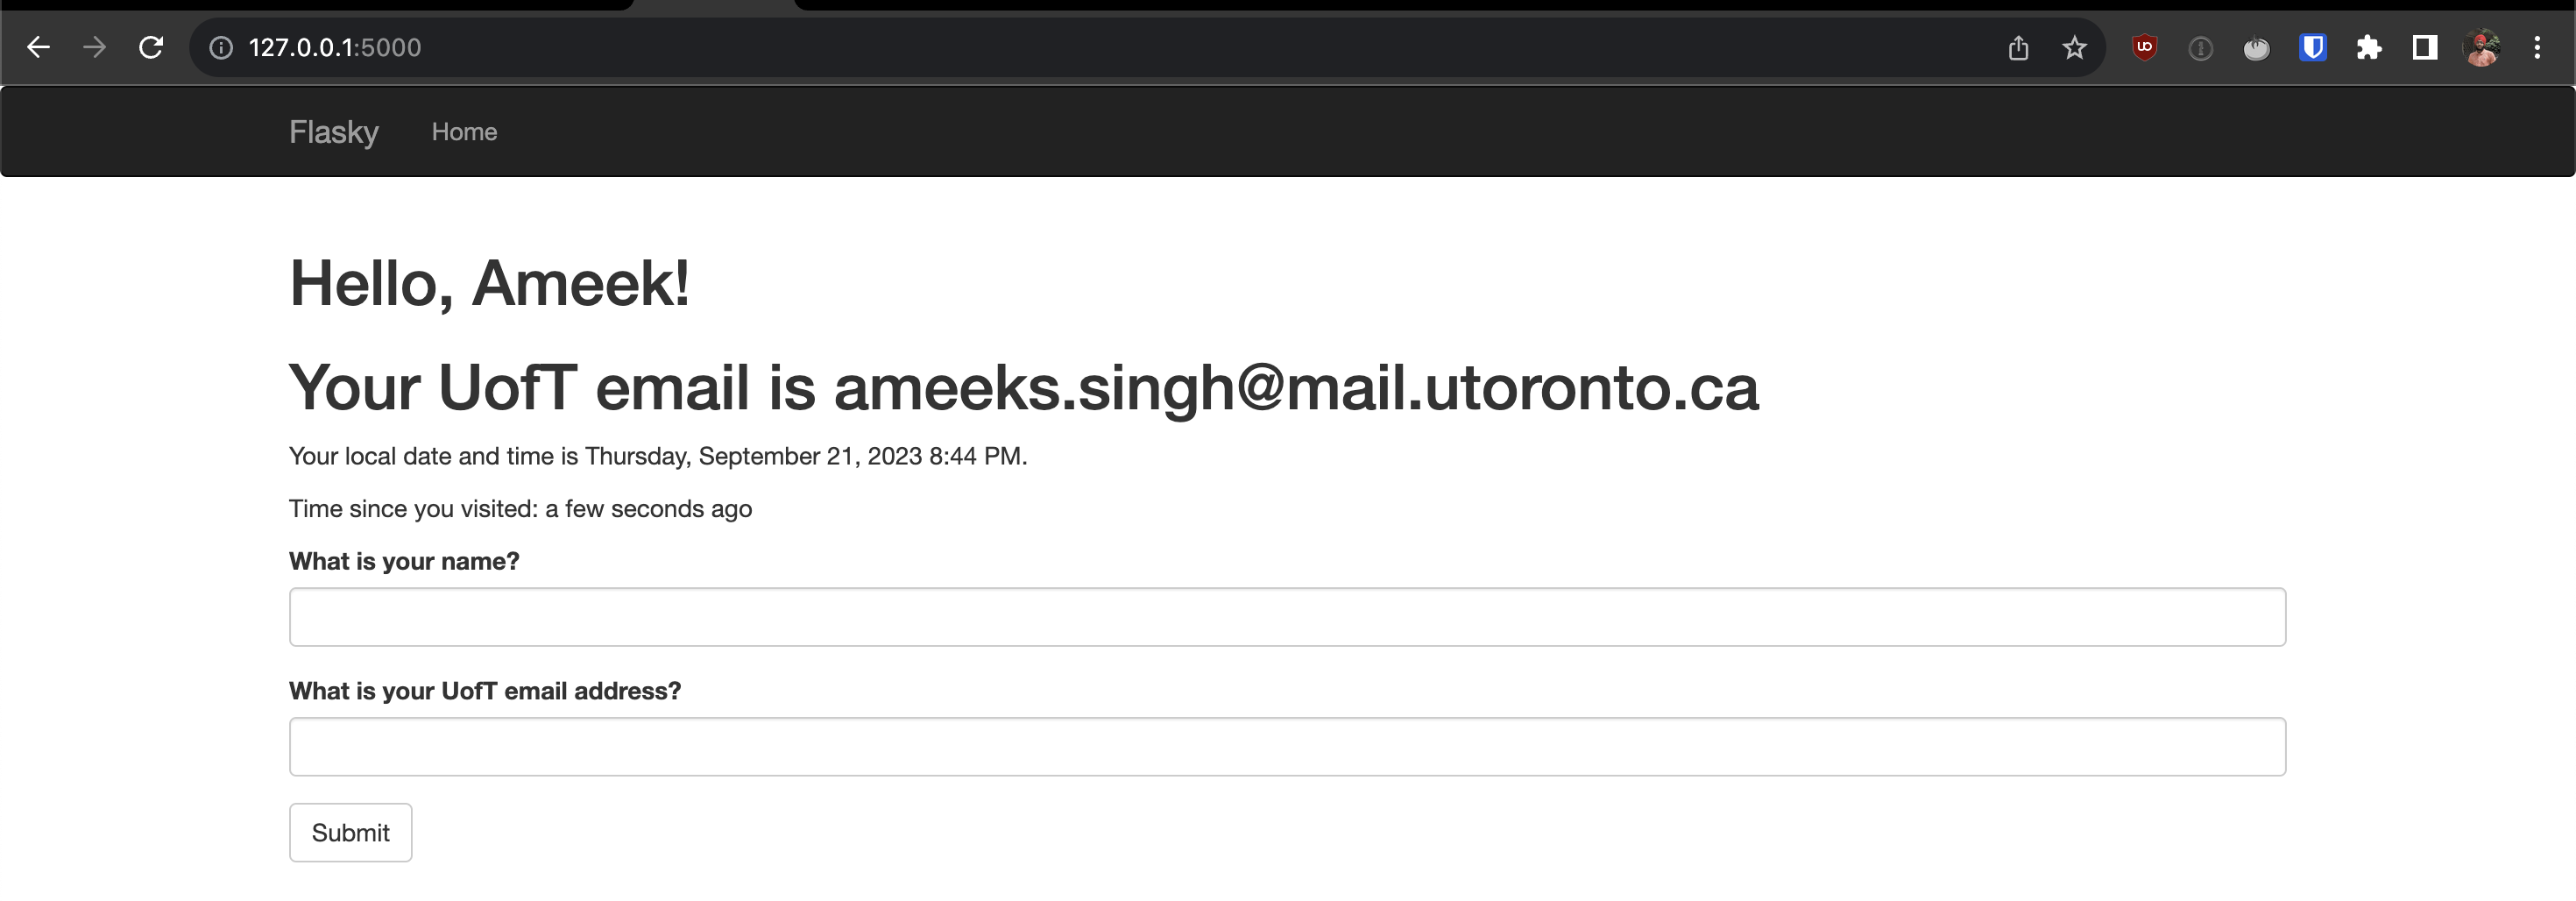 127.0.0.1:5000
Flasky Home
Hello, Ameek!
Your UofT email is ameeks.singh@mail.utoronto.ca
Your local date and time is Thursday, September 21, 2023 8:44 PM.
Time since you visited: a few seconds ago
What is your name?
What is your UofT email address?
Submit